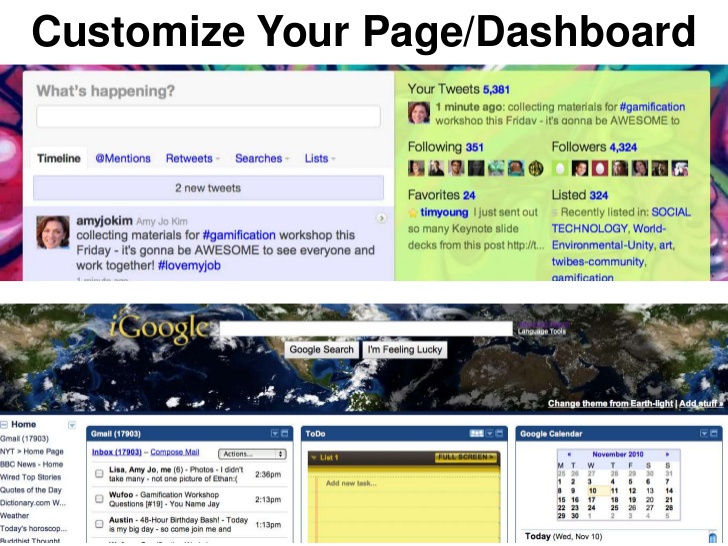 Customize Your Page/Dashboard
What's happening?
Timeline @Mentions Retweets Searches Lists
2 new tweets
amyjokim Amy Jo Kim
collecting materials for #gamification workshop this
Friday - it's gonna be AWESOME to see everyone and
work together! #lovemyjob
1 minute ago
Your Tweets 5,381
1 minute ago: collecting materials for #gamification
workshop this Friday - it's gonna be AWESOME to
Following 351
Followers 4,324
Favorites 24
timyoung I just sent out
so many Keynote slide
decks from this post http://t...
Listed 324
Recently listed in: SOCIAL
TECHNOLOGY, World-
Environmental-Unity, art,
twibes-community,
gamification
iGoogle
Language Tools
Google Search I'm Feeling Lucky
Change theme from Earth-light | Add stuff »
Home
Gmail (17903)
NYT > Home Page
BBC News - Home
Wired Top Stories
Quotes of the Day
Dictionary.com W...
Weather
Today's horoscop...
Buddhist Thought
Gmail (17903)
Inbox (17903) – Compose Mail Actions...
Lisa, Amy Jo, me (6) - Photos - I didn't
take many - not one picture of Ethan:( 2:36pm
Wufoo - Gamification Workshop
Questions [#19] - You Name Jay 2:13pm
Austin - 48-Hour Birthday Bash! - Today
is my big day - so come join me and 1:13pm
ToDo
List 1 FULL SCREEN >
Add new task...
Google Calendar
« November 2010 »
M T W T F S S
25 26 27 28 29 30 31
1 2 3 4 5 6 7
8 9 10 11 12 13 14
15 16 17 18 19 20 21
22 23 24 25 26 27 28
29 30 1 2 3 4 5
Today (Wed, Nov 10)